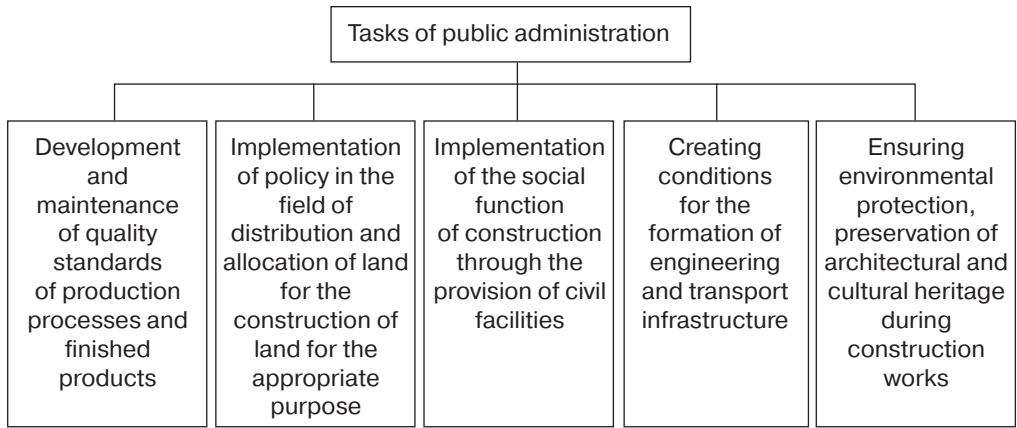 Tasks of public administration
Development
and
maintenance
of quality
standards
of production
processes and
finished
products
Implementation
of policy in the
field of
distribution and
allocation of land
for the
construction of
land for the
appropriate
purpose
Implementation
of the social
function
of construction
through the
provision of civil
facilities
Creating
conditions
for the
formation of
engineering
and transport
infrastructure
Ensuring
environmental
protection,
preservation of
architectural and
cultural heritage
during
construction
works